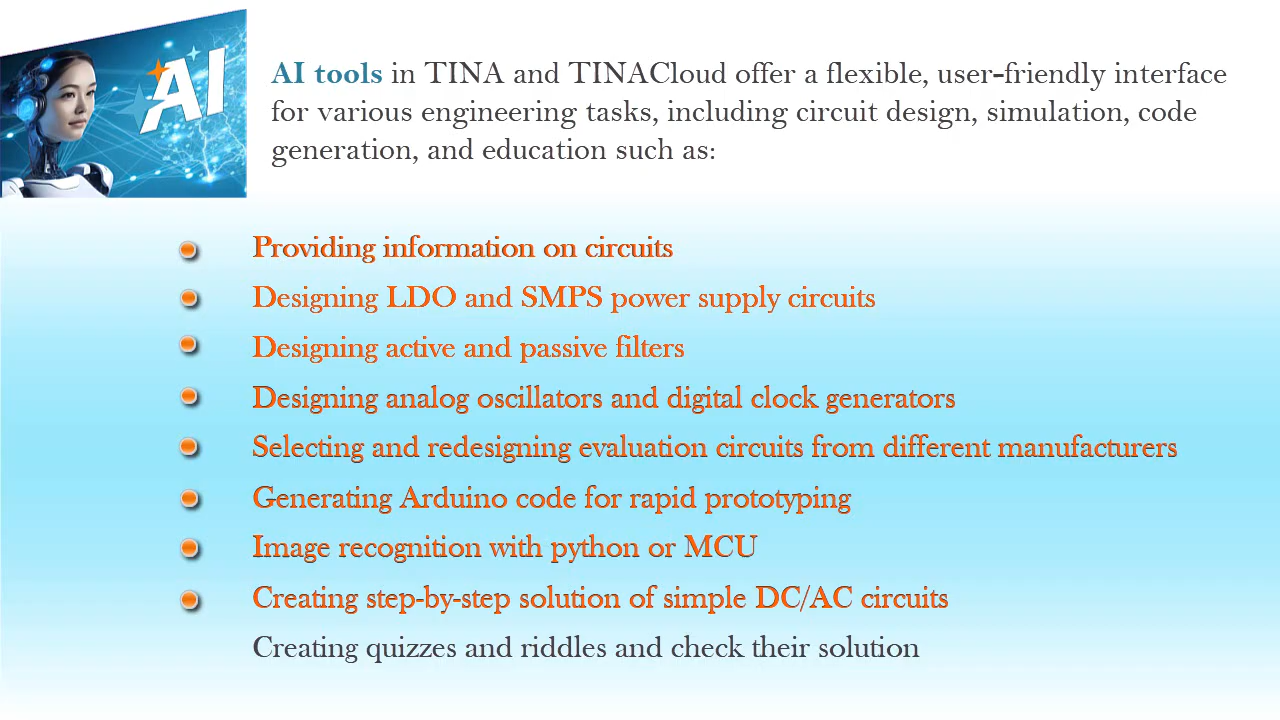 AI
AI tools in TINA and TINACloud offer a flexible, user-friendly interface
for various engineering tasks, including circuit design, simulation, code
generation, and education such as:
Providing information on circuits
Designing LDO and SMPS power supply circuits
Designing active and passive filters
Designing analog oscillators and digital clock generators
Selecting and redesigning evaluation circuits from different manufacturers
Generating Arduino code for rapid prototyping
Image recognition with python or MCU
Creating step-by-step solution of simple DC/AC circuits
Creating quizzes and riddles and check their solution